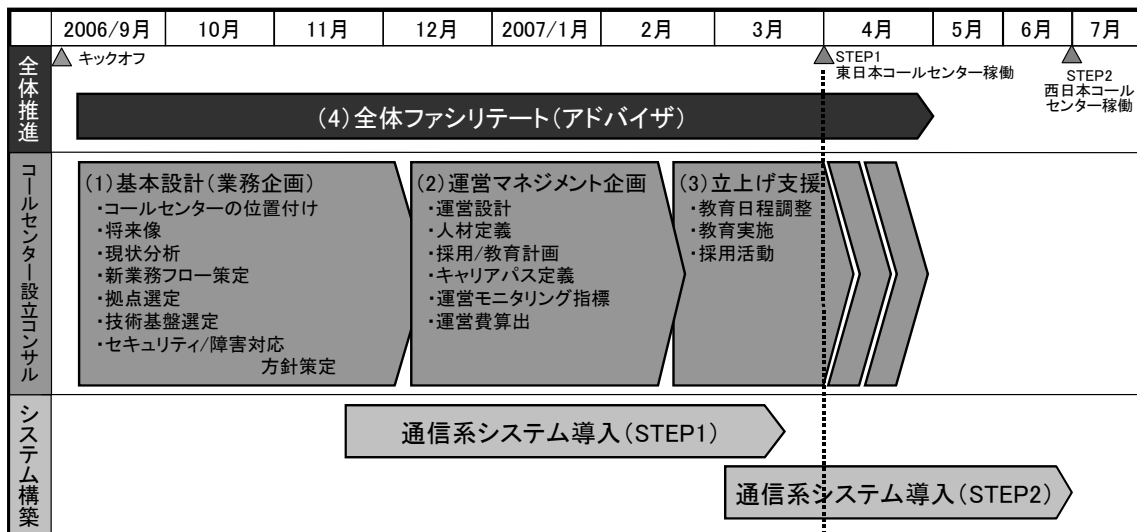 2006/9月 10月 11月 12月 2007/1月 2月 3月 4月 5月 6月 7月
全体推進
キックオフ
STEP1
東日本コールセンター稼働
STEP2
西日本コール
センター稼働
(4)全体ファシリテート(アドバイザ)
コールセンター設立コンサル
(1)基本設計(業務企画)
・コールセンターの位置付け
・将来像
・現状分析
・新業務フロー策定
・拠点選定
・技術基盤選定
・セキュリティ/障害対応
方針策定
(2)運営マネジメント企画
・運営設計
・人材定義
・採用/教育計画
・キャリアパス定義
・運営モニタリング指標
・運営費算出
(3)立上げ支援
・教育日程調整
・教育実施
・採用活動
システム構築
通信系システム導入(STEP1)
通信系システム導入(STEP2)